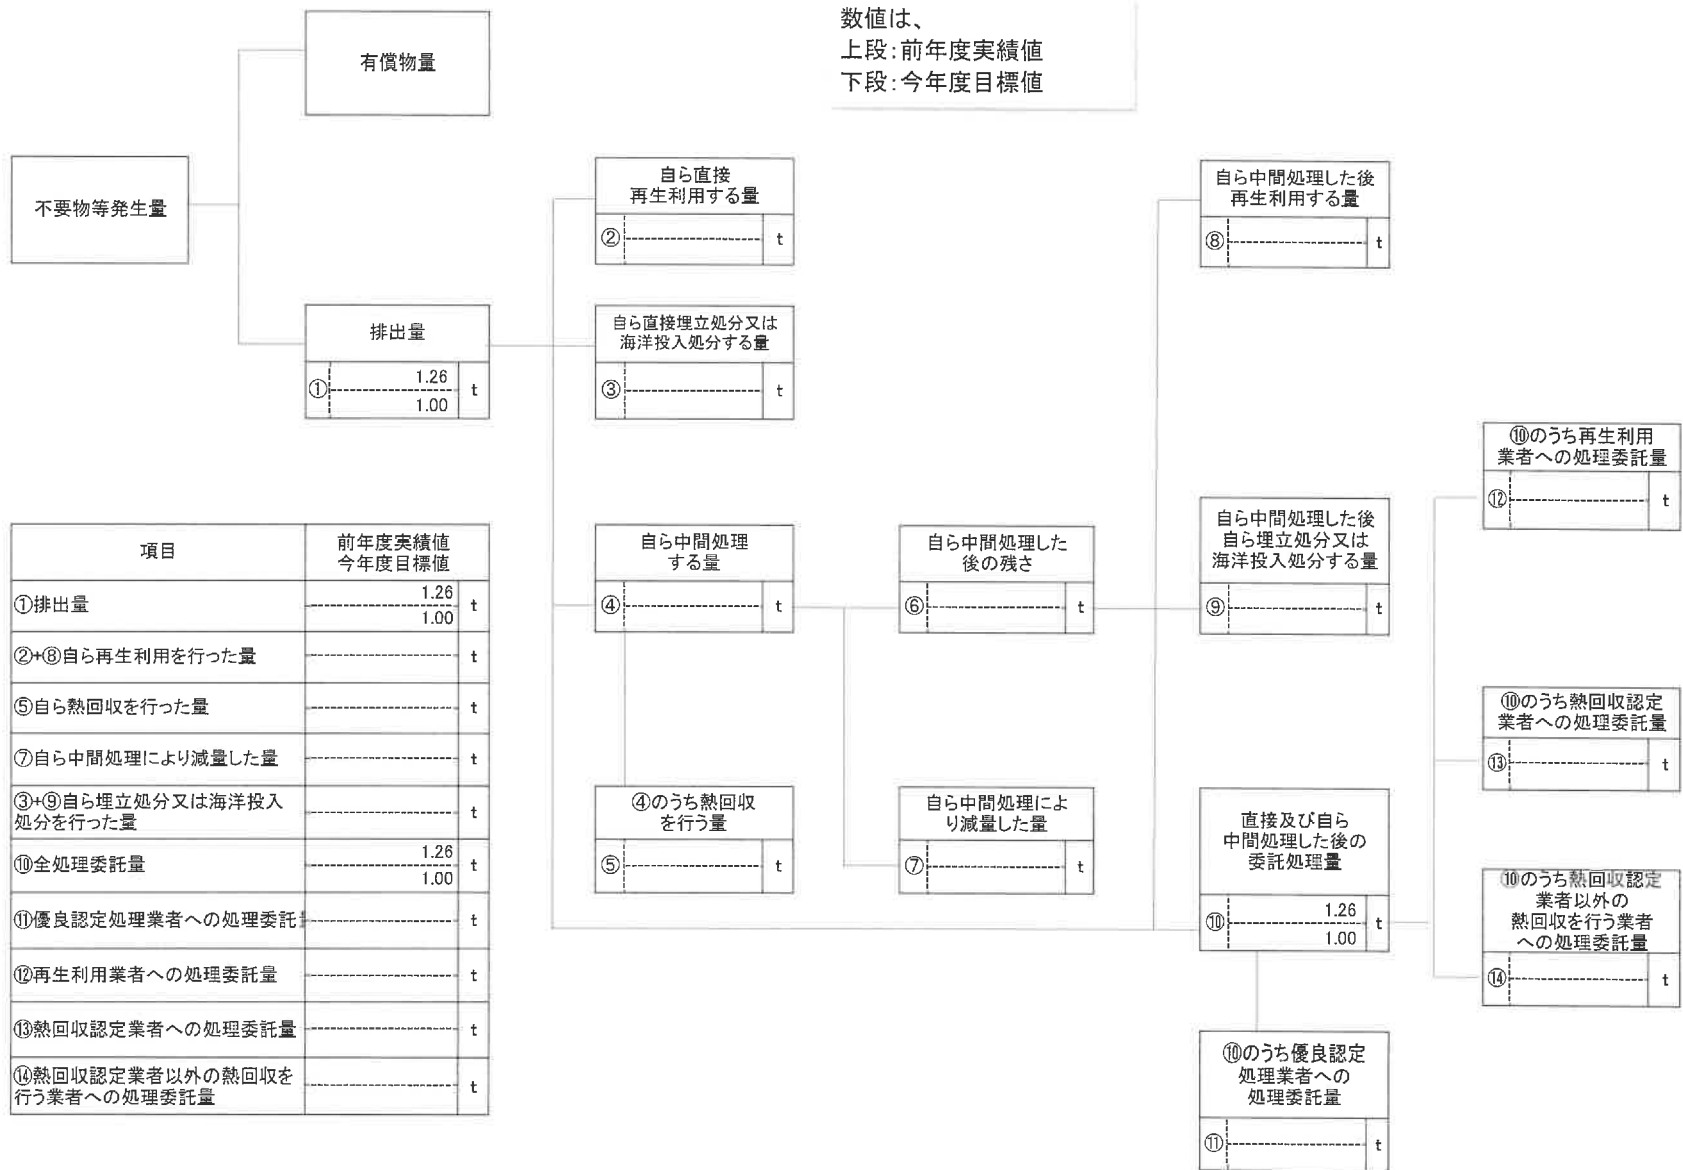 数値は、
上段:前年度実績値
下段:今年度目標値
有償物量
不要物等発生量
排出量
① 1.26 t
1.00
自ら直接
再生利用する量
② t
自ら直接埋立処分又は
海洋投入処分する量
③ t
自ら中間処理
する量
④ t
④のうち熱回収
を行う量
⑤ t
自ら中間処理した
後の残さ
⑥ t
自ら中間処理によ
り減量した量
⑦ t
自ら中間処理した後
再生利用する量
⑧ t
自ら中間処理した後
自ら埋立処分又は
海洋投入処分する量
⑨ t
直接及び自ら
中間処理した後の
委託処理量
⑩ 1.26 t
1.00
⑩のうち優良認定
処理業者への
処理委託量
⑪ t
⑩のうち再生利用
業者への処理委託量
⑫ t
⑩のうち熱回収認定
業者への処理委託量
⑬ t
⑩のうち熱回収認定
業者以外の
熱回収を行う業者
への処理委託量
⑭ t
項目 前年度実績値
今年度目標値
①排出量 1.26 t
1.00
②+⑧自ら再生利用を行った量 t
⑤自ら熱回収を行った量 t
⑦自ら中間処理により減量した量 t
③+⑨自ら埋立処分又は海洋投入
処分を行った量 t
⑩全処理委託量 1.26 t
1.00
⑪優良認定処理業者への処理委託 t
⑫再生利用業者への処理委託量 t
⑬熱回収認定業者への処理委託量 t
⑭熱回収認定業者以外の熱回収を
行う業者への処理委託量 t